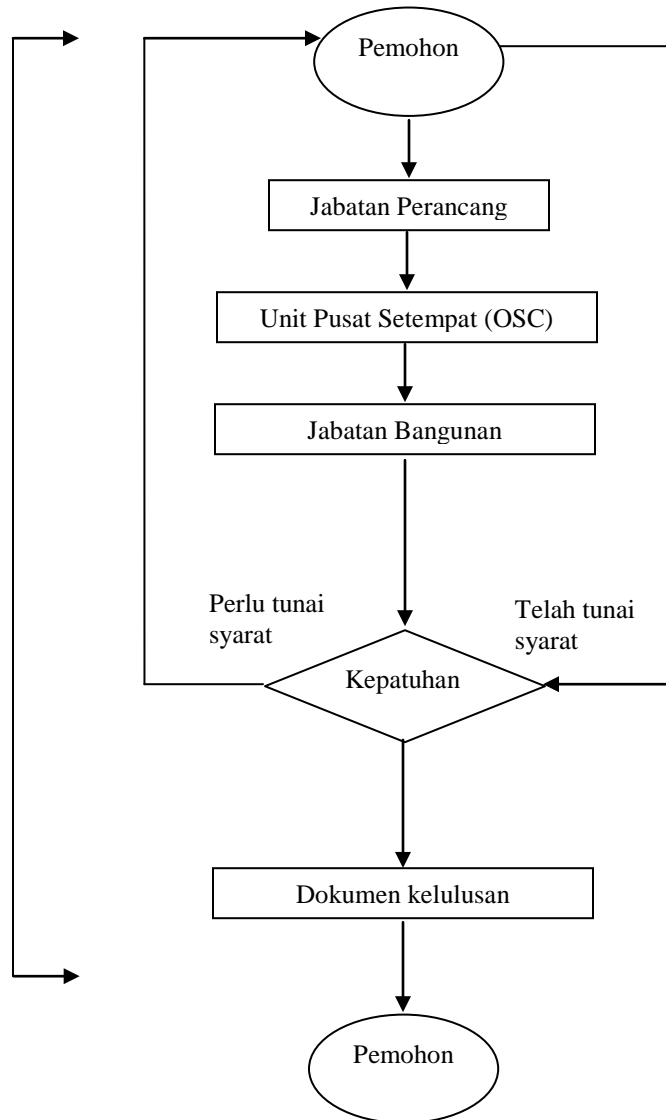 Pemohon
Jabatan Perancang
Unit Pusat Setempat (OSC)
Jabatan Bangunan
Perlu tunai
syarat
Telah tunai
syarat
Kepatuhan
Dokumen kelulusan
Pemohon